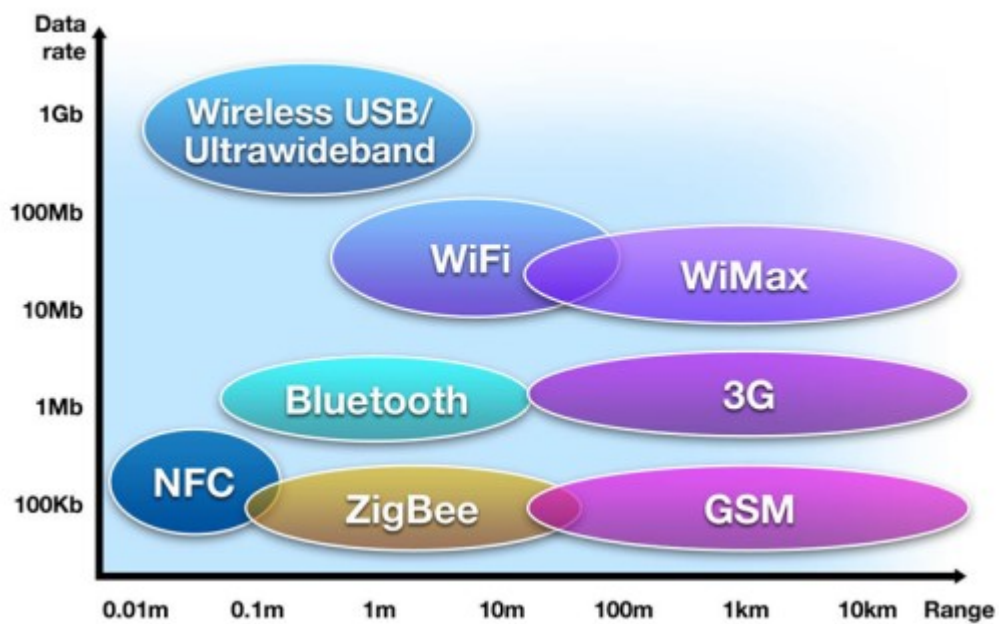 Data
rate
1Gb
Wireless USB/
Ultrawideband
100Mb
WiFi
WiMax
10Mb
Bluetooth
3G
1Mb
NFC
ZigBee
GSM
100Kb
0.01m 0.1m 1m 10m 100m 1km 10km Range